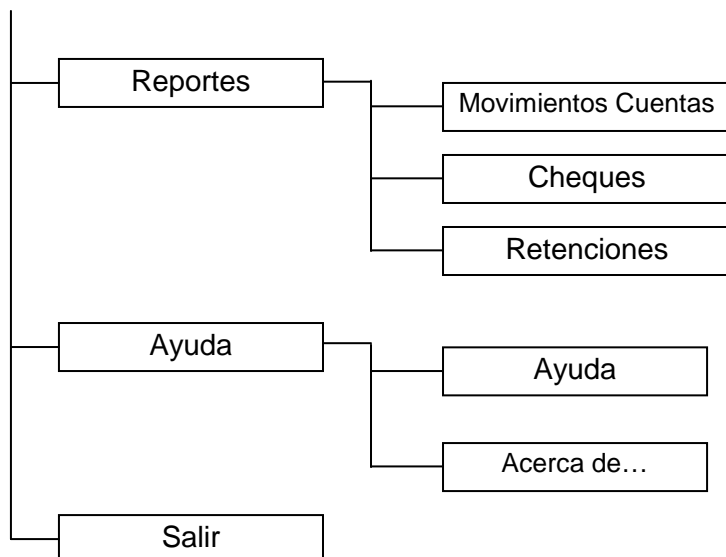 Reportes
Movimientos Cuentas
Cheques
Retenciones
Ayuda
Ayuda
Acerca de…
Salir